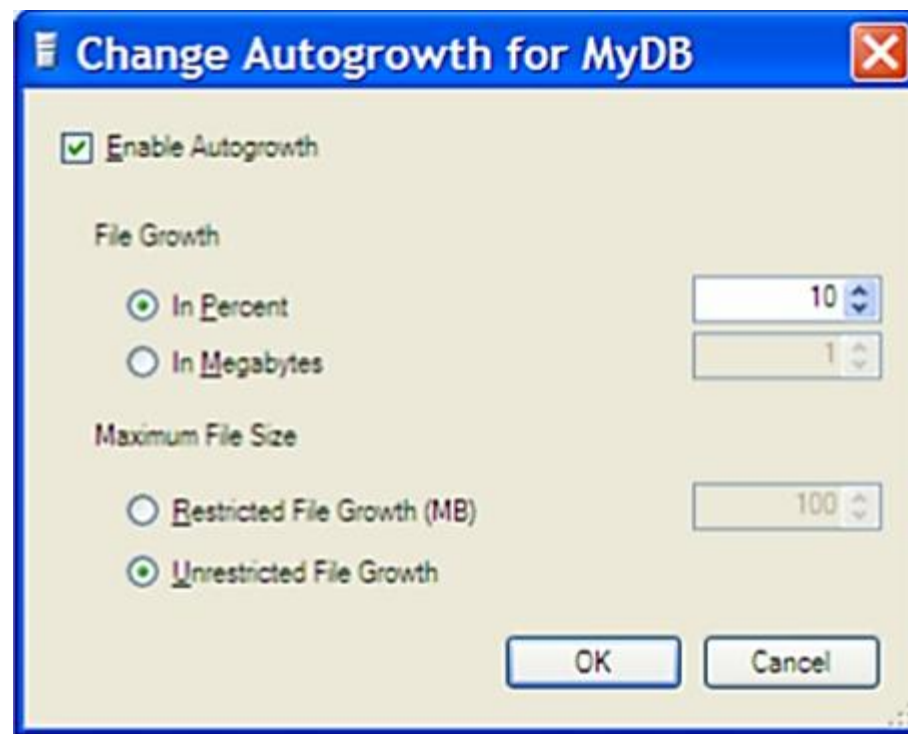 Change Autogrowth for MyDB
Enable Autogrowth
File Growth
In Percent 10
In Megabytes 1
Maximum File Size
Restricted File Growth (MB) 100
Unrestricted File Growth
OK Cancel